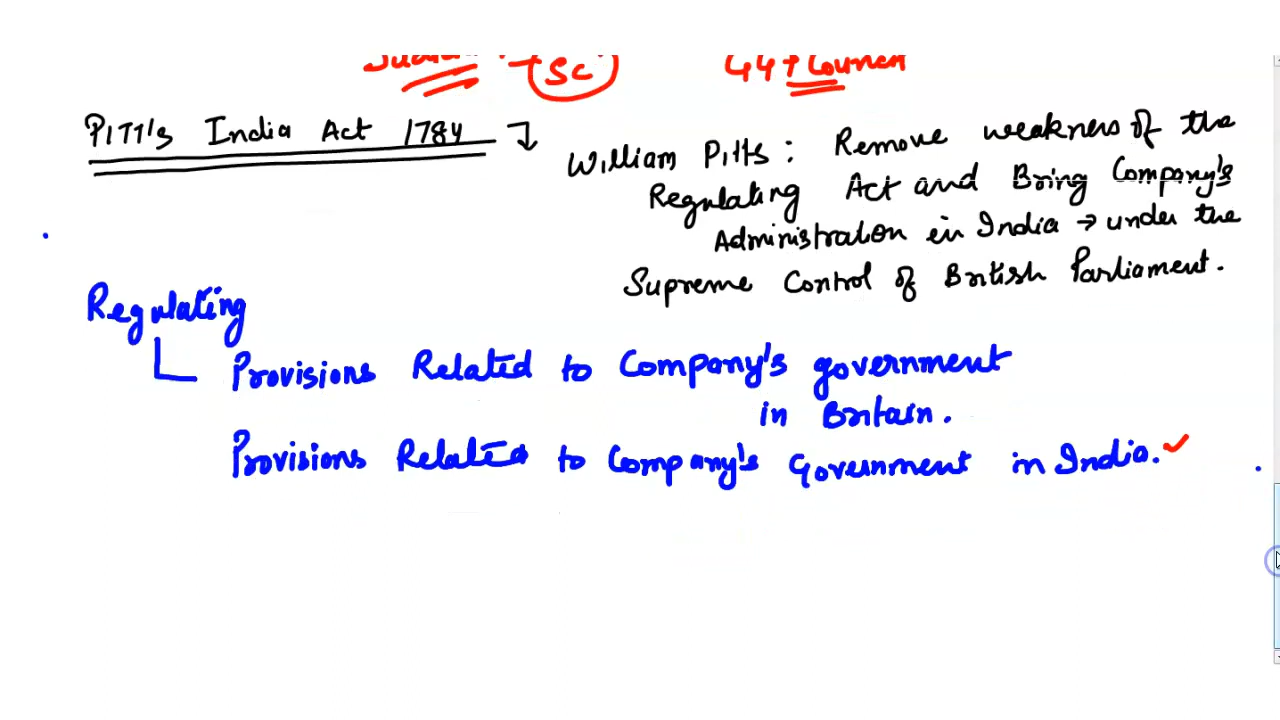 SC
GG + Council
PITT's India Act 1784
William Pitts: Remove weakness of the
Regulating Act and Bring Company's
Administration in India → under the
Supreme Control of British Parliament.
Regulating
Provisions Related to Company's government
in Britain.
Provisions Related to Company's Government in India. ✓